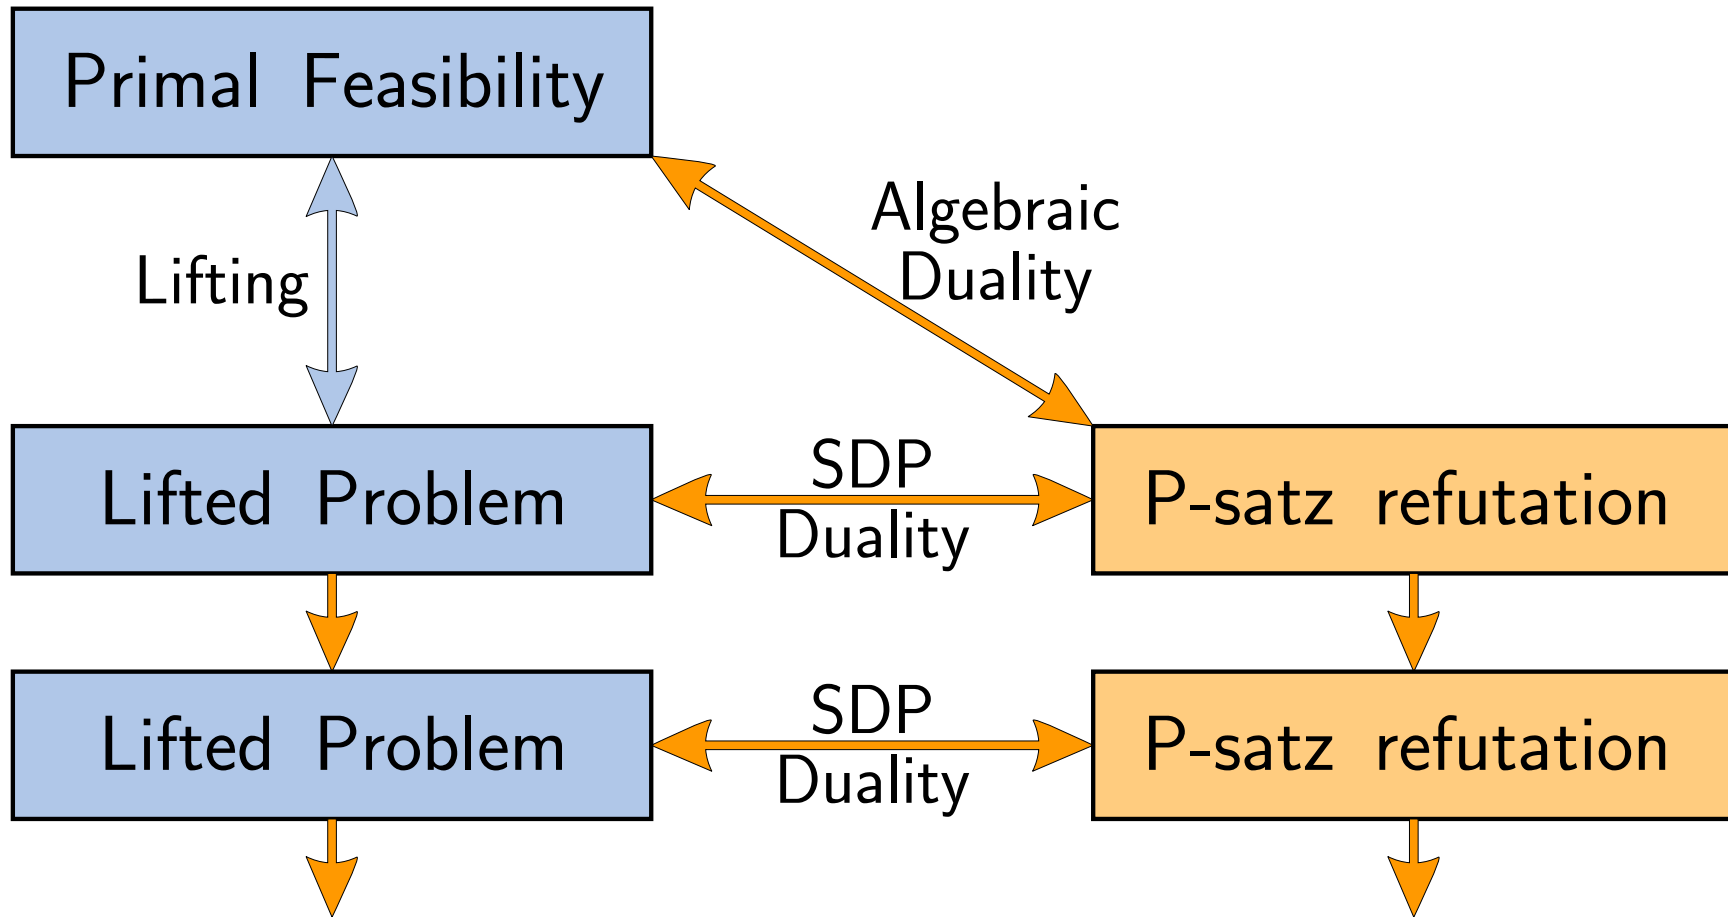 Primal Feasibility
Algebraic
Duality
Lifting
Lifted Problem
SDP
Duality
P-satz refutation
Lifted Problem
SDP
Duality
P-satz refutation